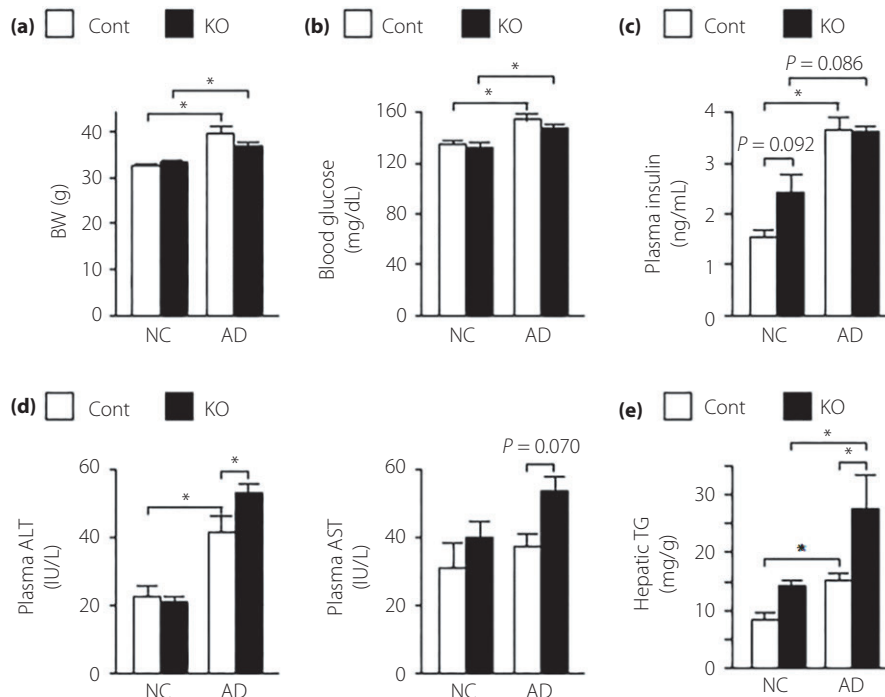 (a) Cont KO
*
*
BW (g)
40
30
20
10
0
NC AD
(b) Cont KO
*
*
Blood glucose
(mg/dL)
160
120
80
40
0
NC AD
(c) Cont KO
P = 0.086
*
P = 0.092
Plasma insulin
(ng/mL)
4
3
2
1
0
NC AD
(d) Cont KO
*
*
Plasma ALT
(IU/L)
60
40
20
0
NC AD
P = 0.070
Plasma AST
(IU/L)
60
40
20
0
NC AD
(e) Cont KO
*
*
*
Hepatic TG
(mg/g)
30
20
15
10
0
NC AD